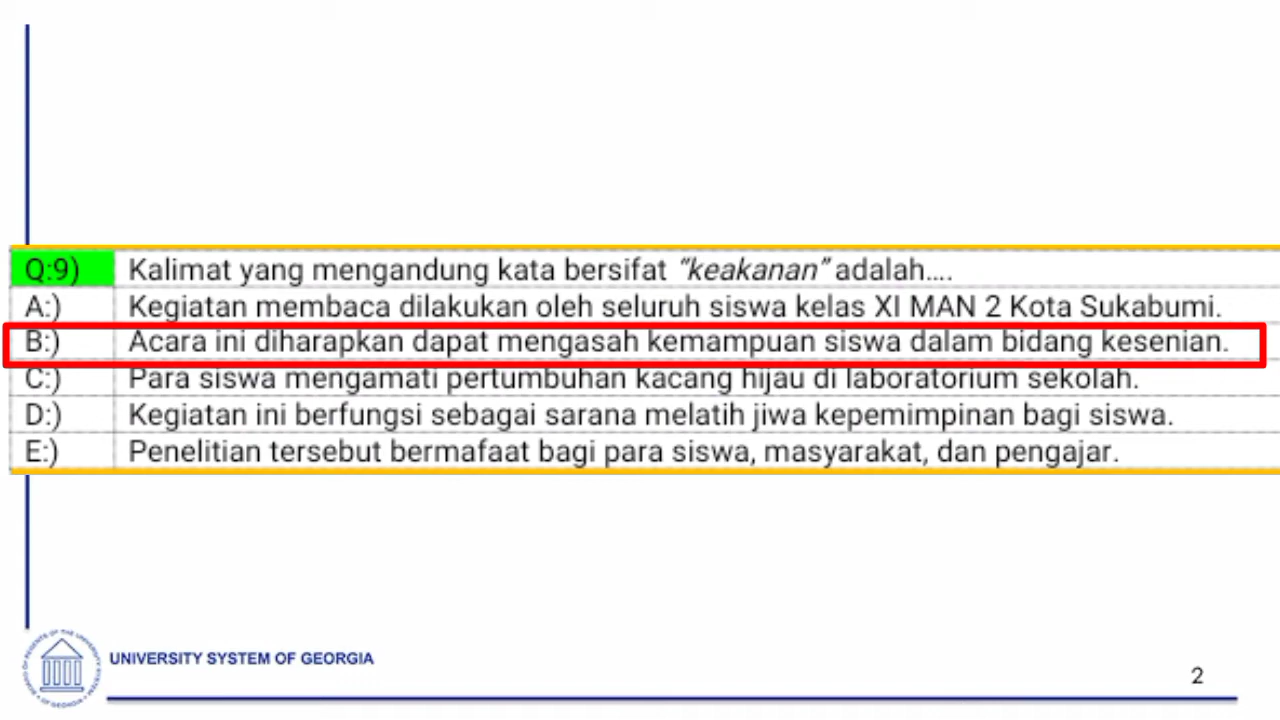 Q:9) Kalimat yang mengandung kata bersifat “keakanan” adalah....
A:) Kegiatan membaca dilakukan oleh seluruh siswa kelas XI MAN 2 Kota Sukabumi.
B:) Acara ini diharapkan dapat mengasah kemampuan siswa dalam bidang kesenian.
C:) Para siswa mengamati pertumbuhan kacang hijau di laboratorium sekolah.
D:) Kegiatan ini berfungsi sebagai sarana melatih jiwa kepemimpinan bagi siswa.
E:) Penelitian tersebut bermafaat bagi para siswa, masyarakat, dan pengajar.
UNIVERSITY SYSTEM OF GEORGIA
2